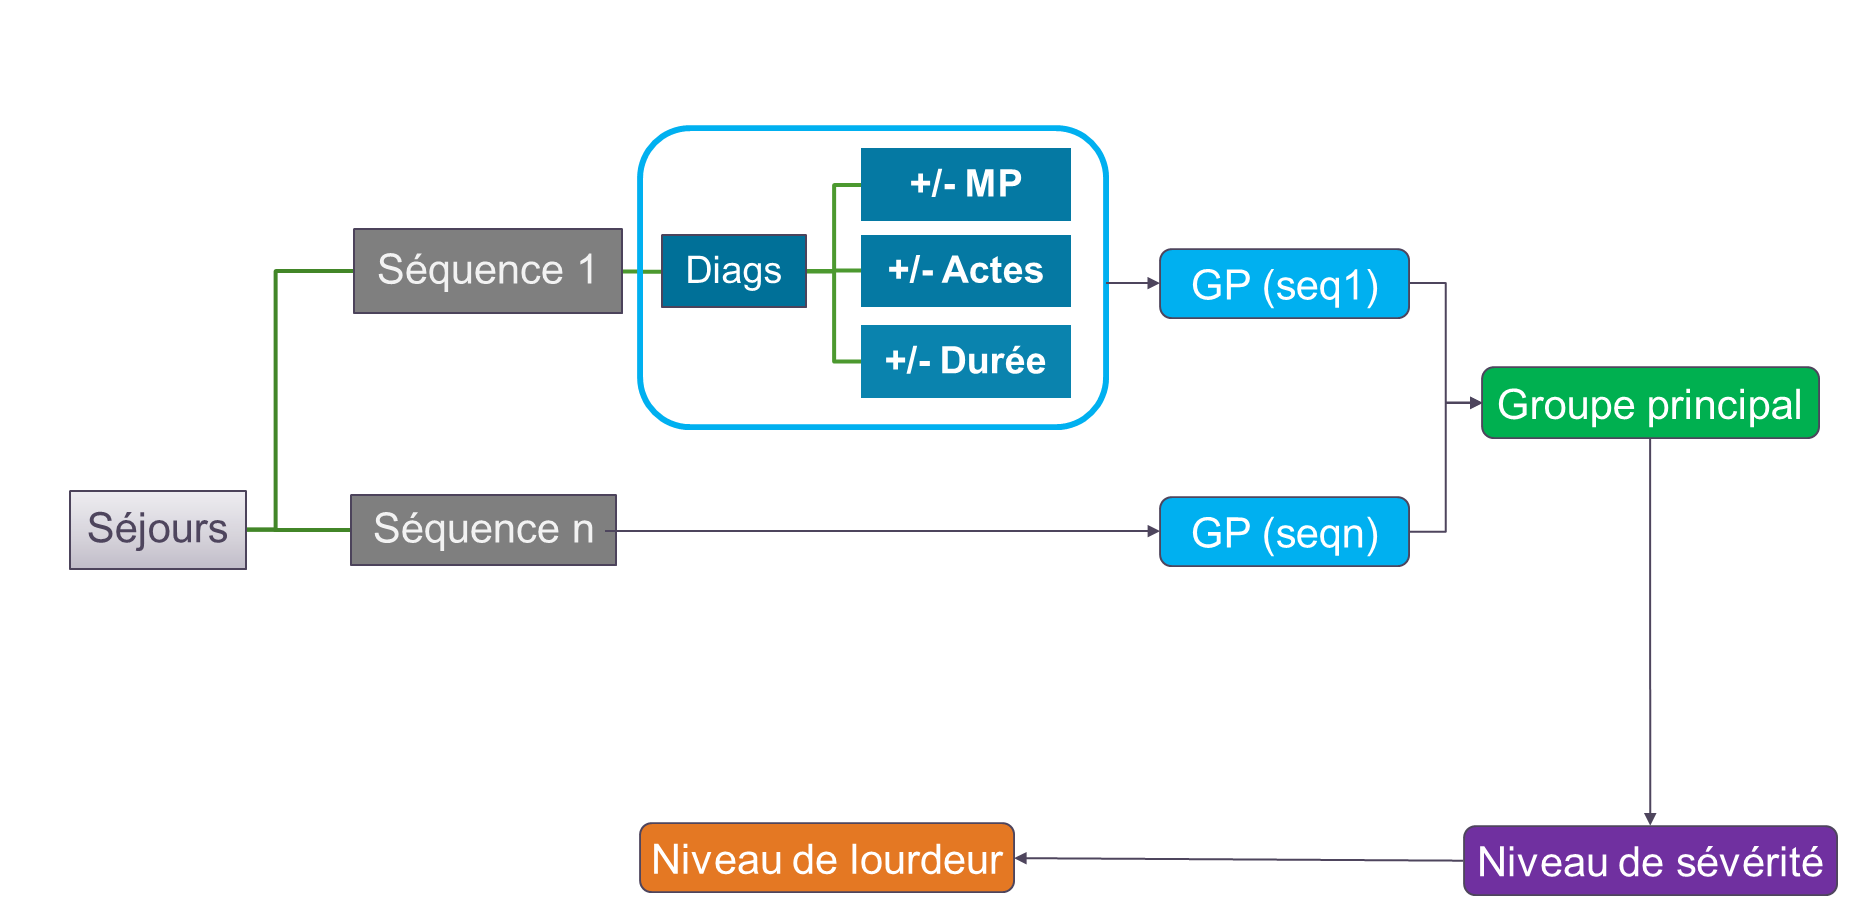 +/- MP
Séquence 1
Diags
+/- Actes
GP (seq1)
+/- Durée
Groupe principal
Séjours
Séquence n
GP (seqn)
Niveau de lourdeur
Niveau de sévérité